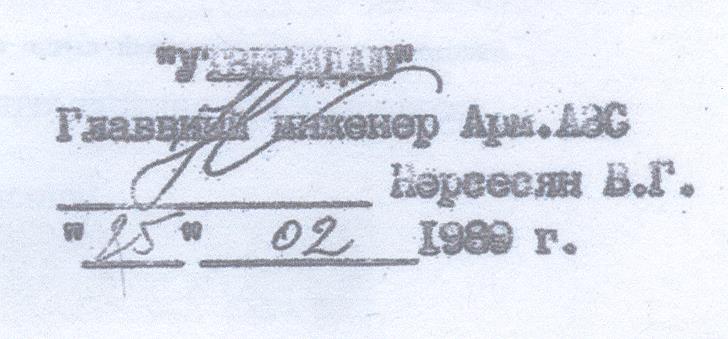 "УТВЕРЖДАЮ"
Главный инженер Арм.АЭС
Нерсесян В.Г.
"25" 02 1989 г.